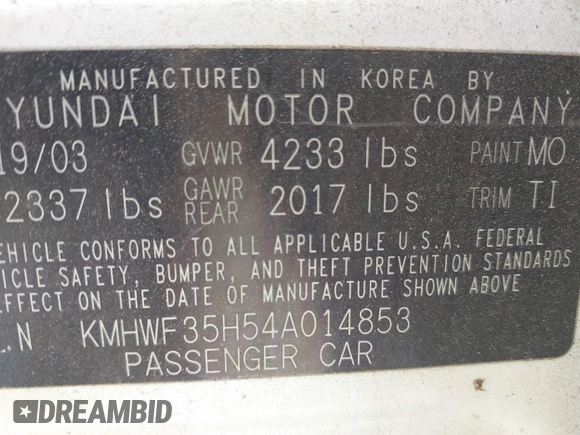 MANUFACTURED IN KOREA BY
YUNDAI MOTOR COMPANY
19/03 GVWR 4233 lbs PAINT MO
2337 lbs GAWR REAR 2017 lbs TRIM TI
EHICLE CONFORMS TO ALL APPLICABLE U.S.A. FEDERAL
ICLE SAFETY, BUMPER, AND THEFT PREVENTION STANDARDS
EFFECT ON THE DATE OF MANUFACTURE SHOWN ABOVE
.N KMHWF35H54A014853
PASSENGER CAR
DREAMBID